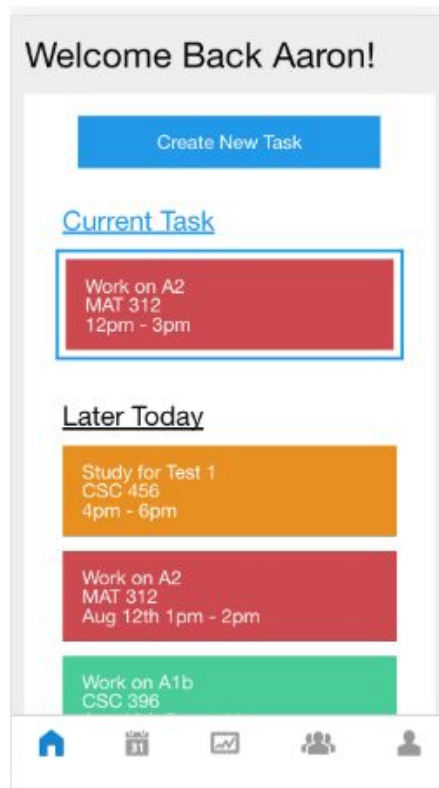 Welcome Back Aaron!
Create New Task
Current Task
Work on A2
MAT 312
12pm - 3pm
Later Today
Study for Test 1
CSC 456
4pm - 6pm
Work on A2
MAT 312
Aug 12th 1pm - 2pm
Work on A1b
CSC 396
31